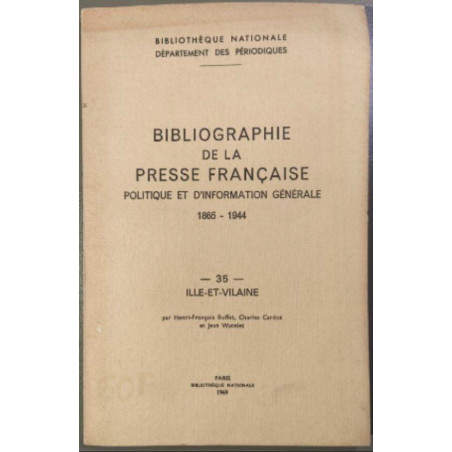 BIBLIOTHÈQUE NATIONALE
DÉPARTEMENT DES PÉRIODIQUES
BIBLIOGRAPHIE
DE LA
PRESSE FRANÇAISE
POLITIQUE ET D'INFORMATION GÉNÉRALE
1865 - 1944
— 35 —
ILLE-ET-VILAINE
par Henri-François Buffet, Charles Cardot
et Jean Watelet
PARIS
BIBLIOTHÈQUE NATIONALE
1969